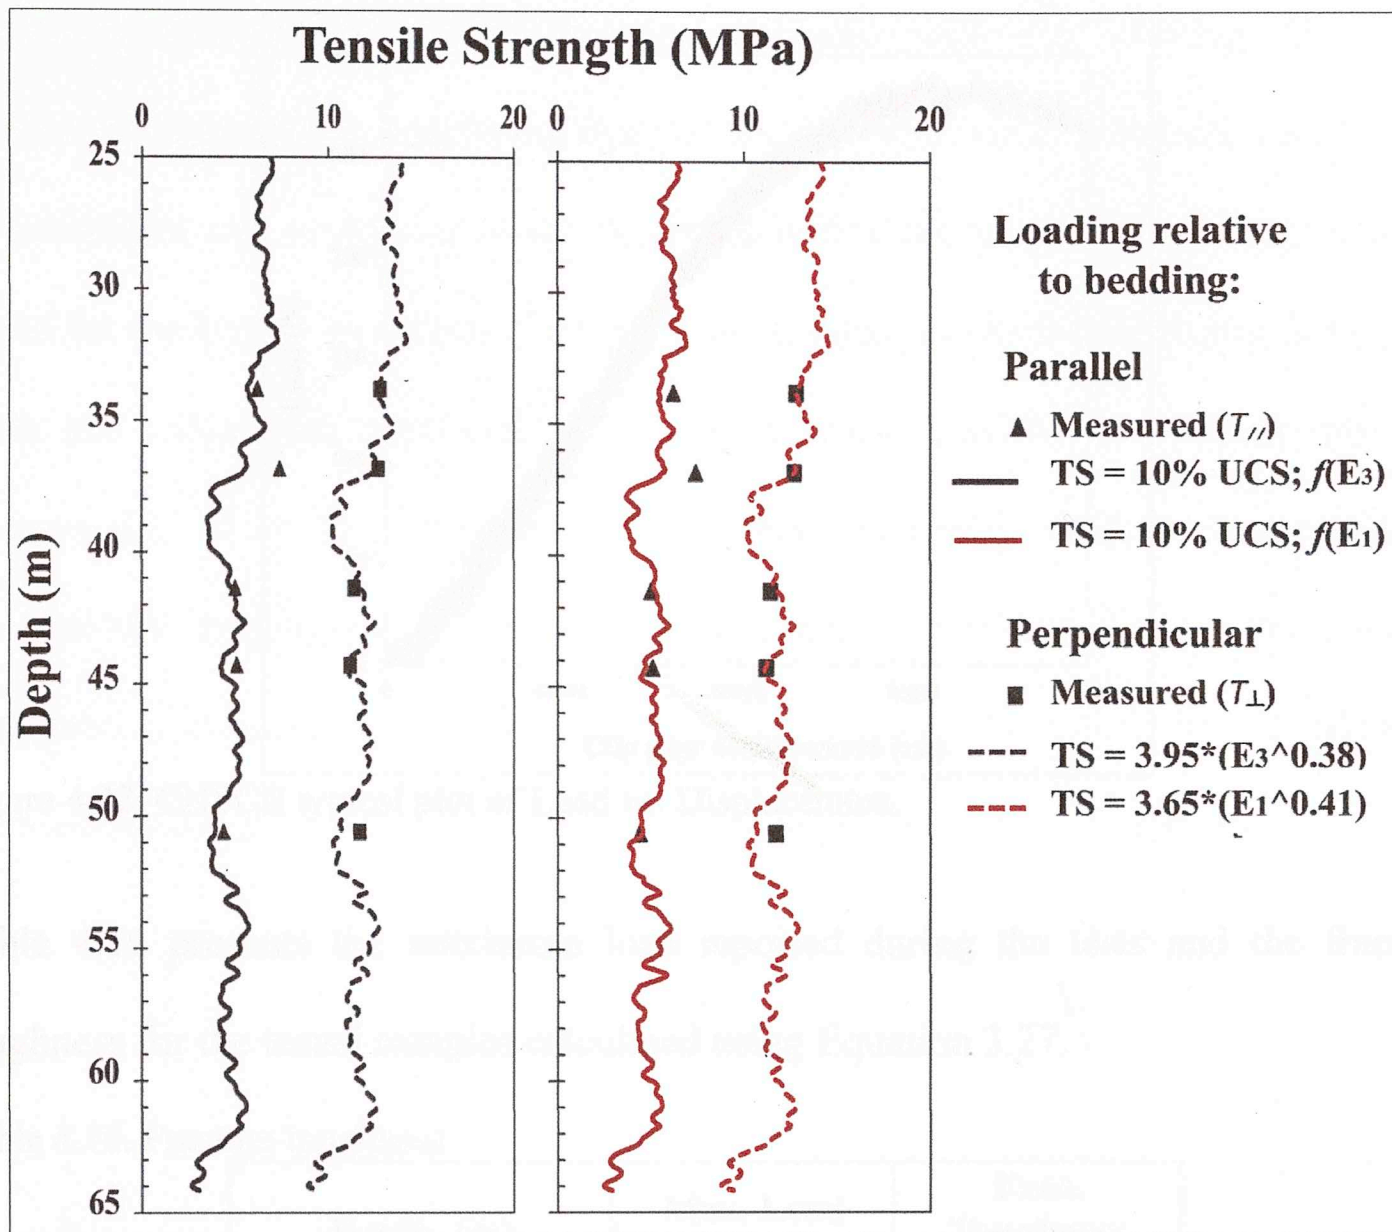 Tensile Strength (MPa)
0 10 20 0 10 20
25
30
35
40
45
50
55
60
65
Depth (m)
Loading relative
to bedding:
Parallel
▲ Measured (T//)
TS = 10% UCS; f(E3)
TS = 10% UCS; f(E1)
Perpendicular
■ Measured (T⊥)
TS = 3.95*(E3^0.38)
TS = 3.65*(E1^0.41)